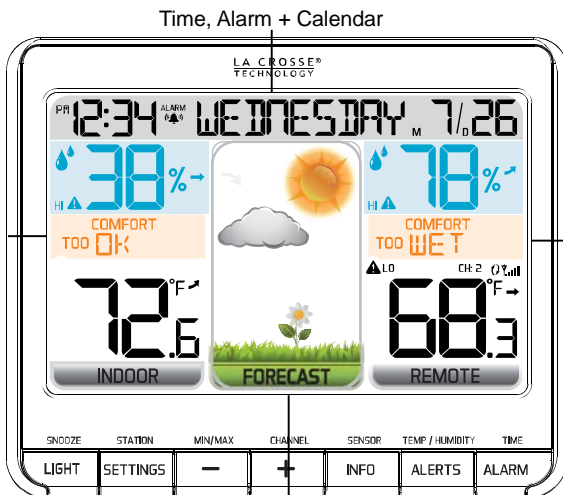 Time, Alarm + Calendar
LA CROSSE®
TECHNOLOGY
PM 12:34 ALARM WEDNESDAY M 7/D 26
38 %
HI
COMFORT
TOO OK
72.6 °F
INDOOR
FORECAST
78 %
HI
COMFORT
TOO WET
LO CH: 2
68.3 °F
REMOTE
SNOOZE STATION MIN/MAX CHANNEL SENSOR TEMP / HUMIDITY TIME
LIGHT SETTINGS − + INFO ALERTS ALARM